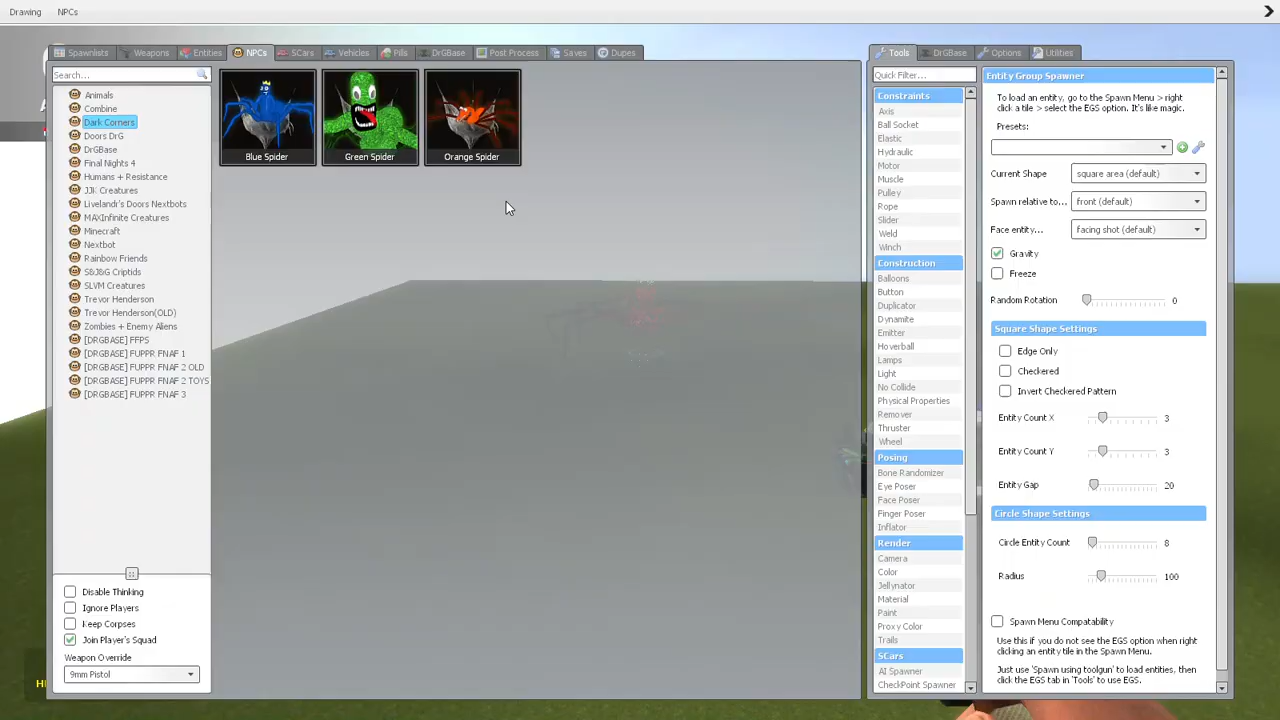 Drawing NPCs
Spawnlists Weapons Entities NPCs SCars Vehicles Pills DrGBase Post Process Saves Dupes
Search...
Animals
Combine
Dark Corners
Doors DrG
DrGBase
Final Nights 4
Humans + Resistance
JJK Creatures
Livelandr's Doors Nextbots
MAXInfinite Creatures
Minecraft
Nextbot
Rainbow Friends
S&J&G Criptids
SLVM Creatures
Trevor Henderson
Trevor Henderson(OLD)
Zombies + Enemy Aliens
[DRGBASE] FFPS
[DRGBASE] FUPPR FNAF 1
[DRGBASE] FUPPR FNAF 2 OLD
[DRGBASE] FUPPR FNAF 2 TOYS
[DRGBASE] FUPPR FNAF 3
Disable Thinking
Ignore Players
Keep Corpses
Join Player's Squad
Weapon Override
9mm Pistol
Blue Spider
Green Spider
Orange Spider
Tools DrGBase Options Utilities
Quick Filter...
Constraints
Axis
Ball Socket
Elastic
Hydraulic
Motor
Muscle
Pulley
Rope
Slider
Weld
Winch
Construction
Balloons
Button
Duplicator
Dynamite
Emitter
Hoverball
Lamps
Light
No Collide
Physical Properties
Remover
Thruster
Wheel
Posing
Bone Randomizer
Eye Poser
Face Poser
Finger Poser
Inflator
Render
Camera
Color
Jellynator
Material
Paint
Proxy Color
Trails
SCars
AI Spawner
CheckPoint Spawner
Entity Group Spawner
To load an entity, go to the Spawn Menu > right
click a tile > select the EGS option. It's like magic.
Presets:
Current Shape square area (default)
Spawn relative to... front (default)
Face entity... facing shot (default)
Gravity
Freeze
Random Rotation 0
Square Shape Settings
Edge Only
Checkered
Invert Checkered Pattern
Entity Count X 3
Entity Count Y 3
Entity Gap 20
Circle Shape Settings
Circle Entity Count 8
Radius 100
Spawn Menu Compatability
Use this if you do not see the EGS option when right
clicking an entity tile in the Spawn Menu.
Just use 'Spawn using toolgun' to load entities, then
click the EGS tab in 'Tools' to use EGS.